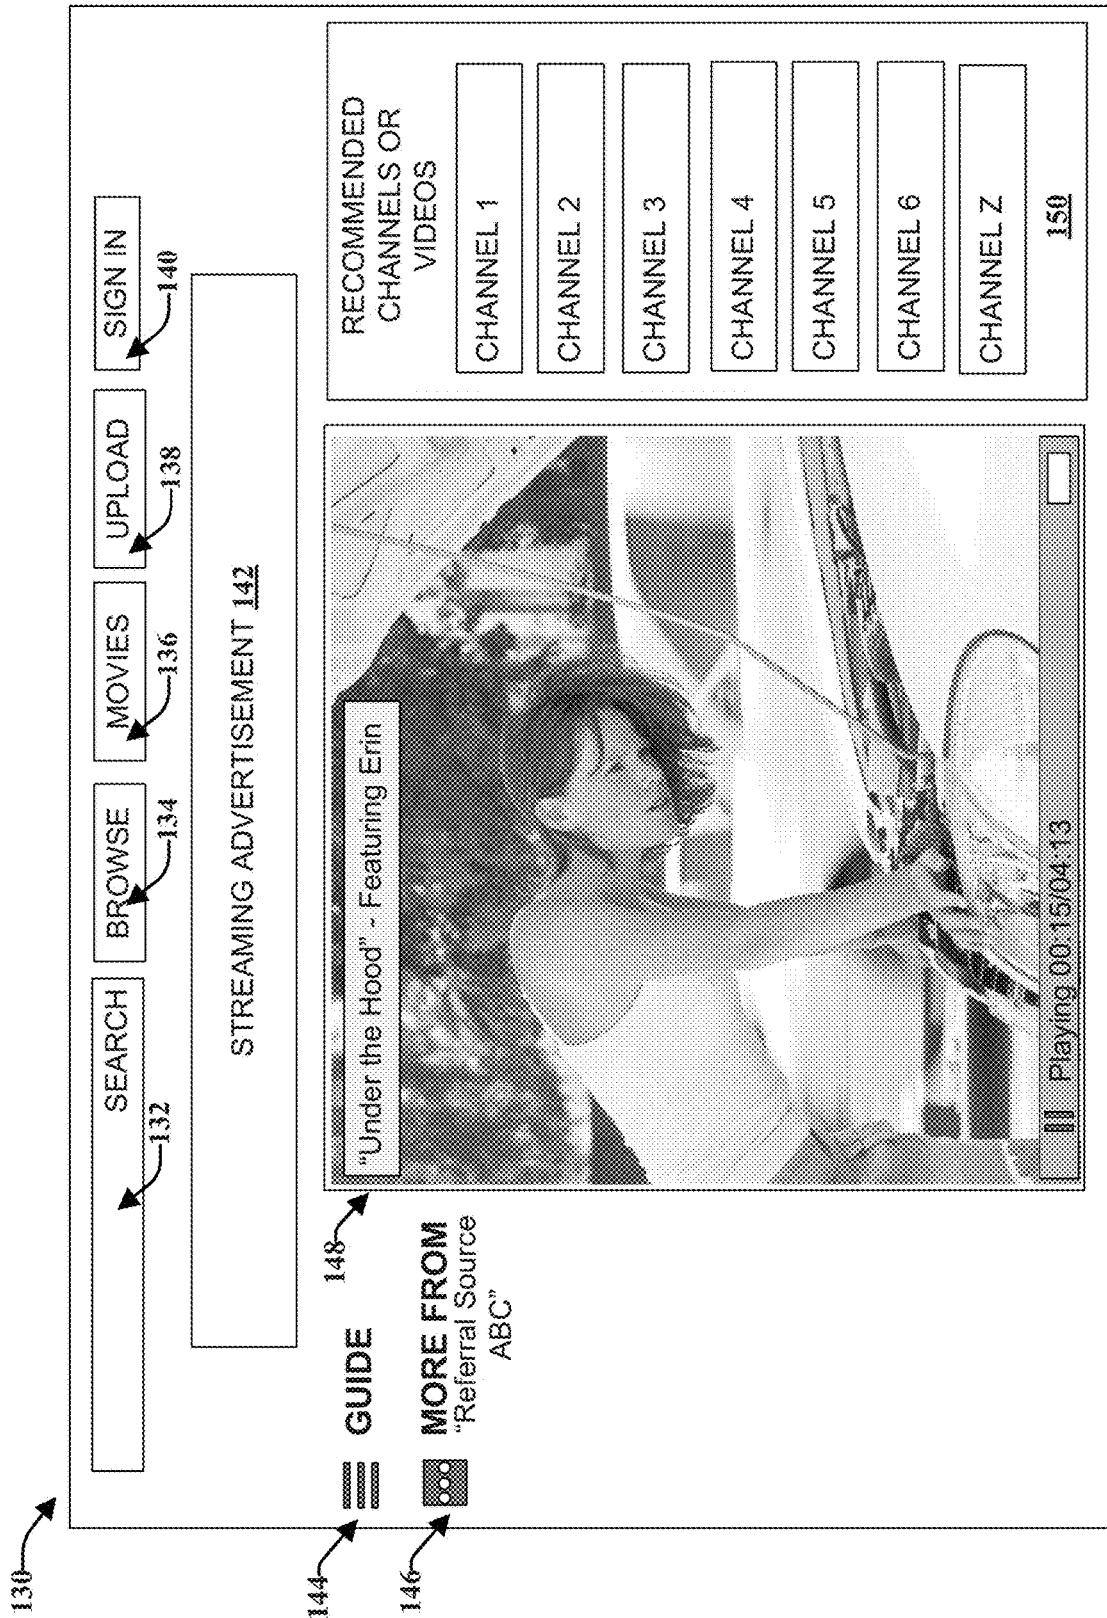 130
SEARCH
132
BROWSE
134
MOVIES
136
UPLOAD
138
SIGN IN
140
STREAMING ADVERTISEMENT 142
144
GUIDE
146
MORE FROM
"Referral Source
ABC"
148
"Under the Hood" - Featuring Erin
Playing 00:15/04:13
RECOMMENDED
CHANNELS OR
VIDEOS
CHANNEL 1
CHANNEL 2
CHANNEL 3
CHANNEL 4
CHANNEL 5
CHANNEL 6
CHANNEL Z
150